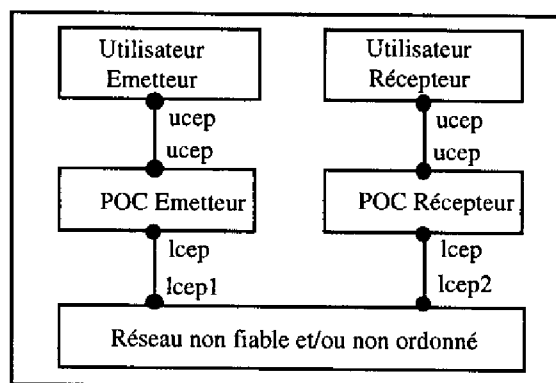 Utilisateur
Emetteur
Utilisateur
Récepteur
ucep
ucep
ucep
ucep
POC Emetteur
POC Récepteur
lcep
lcep
lcep1
lcep2
Réseau non fiable et/ou non ordonné